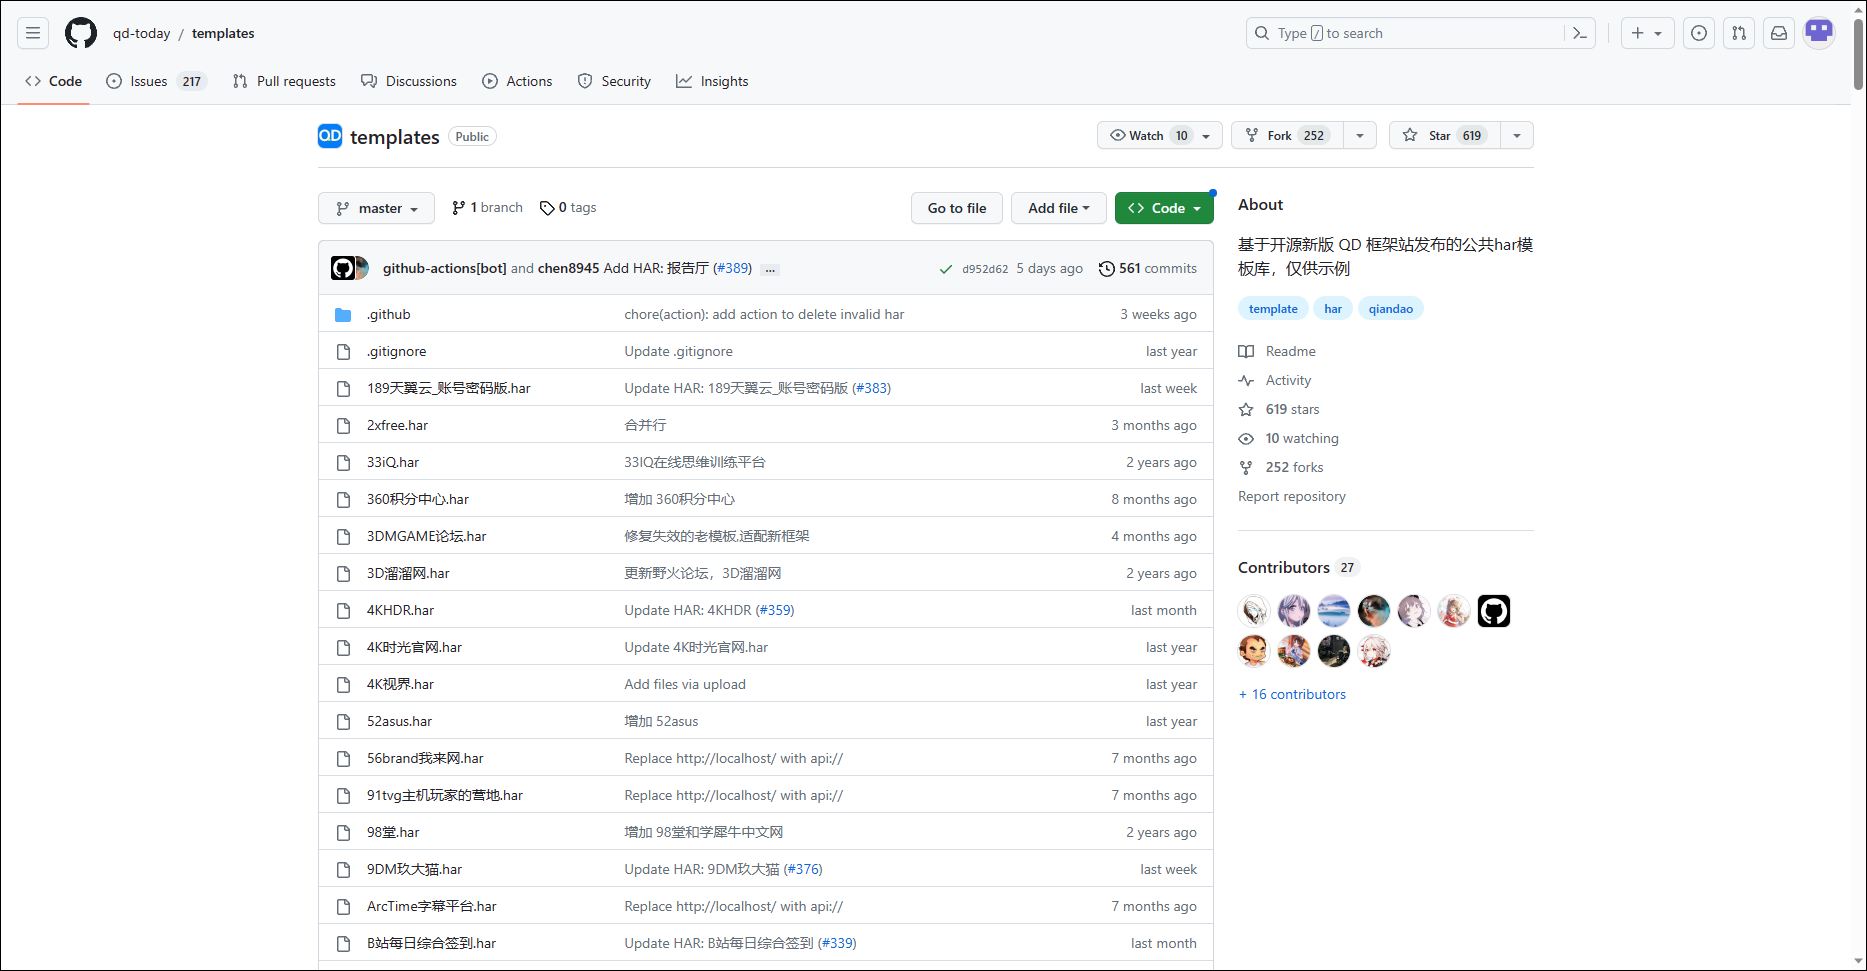 qd-today / templates
Type / to search
Code
Issues 217
Pull requests
Discussions
Actions
Security
Insights
QD templates Public
Watch 10
Fork 252
Star 619
master
1 branch
0 tags
Go to file
Add file
Code
github-actions[bot] and chen8945 Add HAR: 报告厅 (#389) ...
d952d62 5 days ago
561 commits
.github chore(action): add action to delete invalid har 3 weeks ago
.gitignore Update .gitignore last year
189天翼云_账号密码版.har Update HAR: 189天翼云_账号密码版 (#383) last week
2xfree.har 合并行 3 months ago
33iQ.har 33IQ在线思维训练平台 2 years ago
360积分中心.har 增加 360积分中心 8 months ago
3DMGAME论坛.har 修复失效的老模板,适配新框架 4 months ago
3D溜溜网.har 更新野火论坛，3D溜溜网 2 years ago
4KHDR.har Update HAR: 4KHDR (#359) last month
4K时光官网.har Update 4K时光官网.har last year
4K视界.har Add files via upload last year
52asus.har 增加 52asus last year
56brand我来网.har Replace http://localhost/ with api:// 7 months ago
91tvg主机玩家的营地.har Replace http://localhost/ with api:// 7 months ago
98堂.har 增加 98堂和学犀牛中文网 2 years ago
9DM玖大猫.har Update HAR: 9DM玖大猫 (#376) last week
ArcTime字幕平台.har Replace http://localhost/ with api:// 7 months ago
B站每日综合签到.har Update HAR: B站每日综合签到 (#339) last month
About
基于开源新版 QD 框架站发布的公共har模
板库，仅供示例
template har qiandao
Readme
Activity
619 stars
10 watching
252 forks
Report repository
Contributors 27
+ 16 contributors